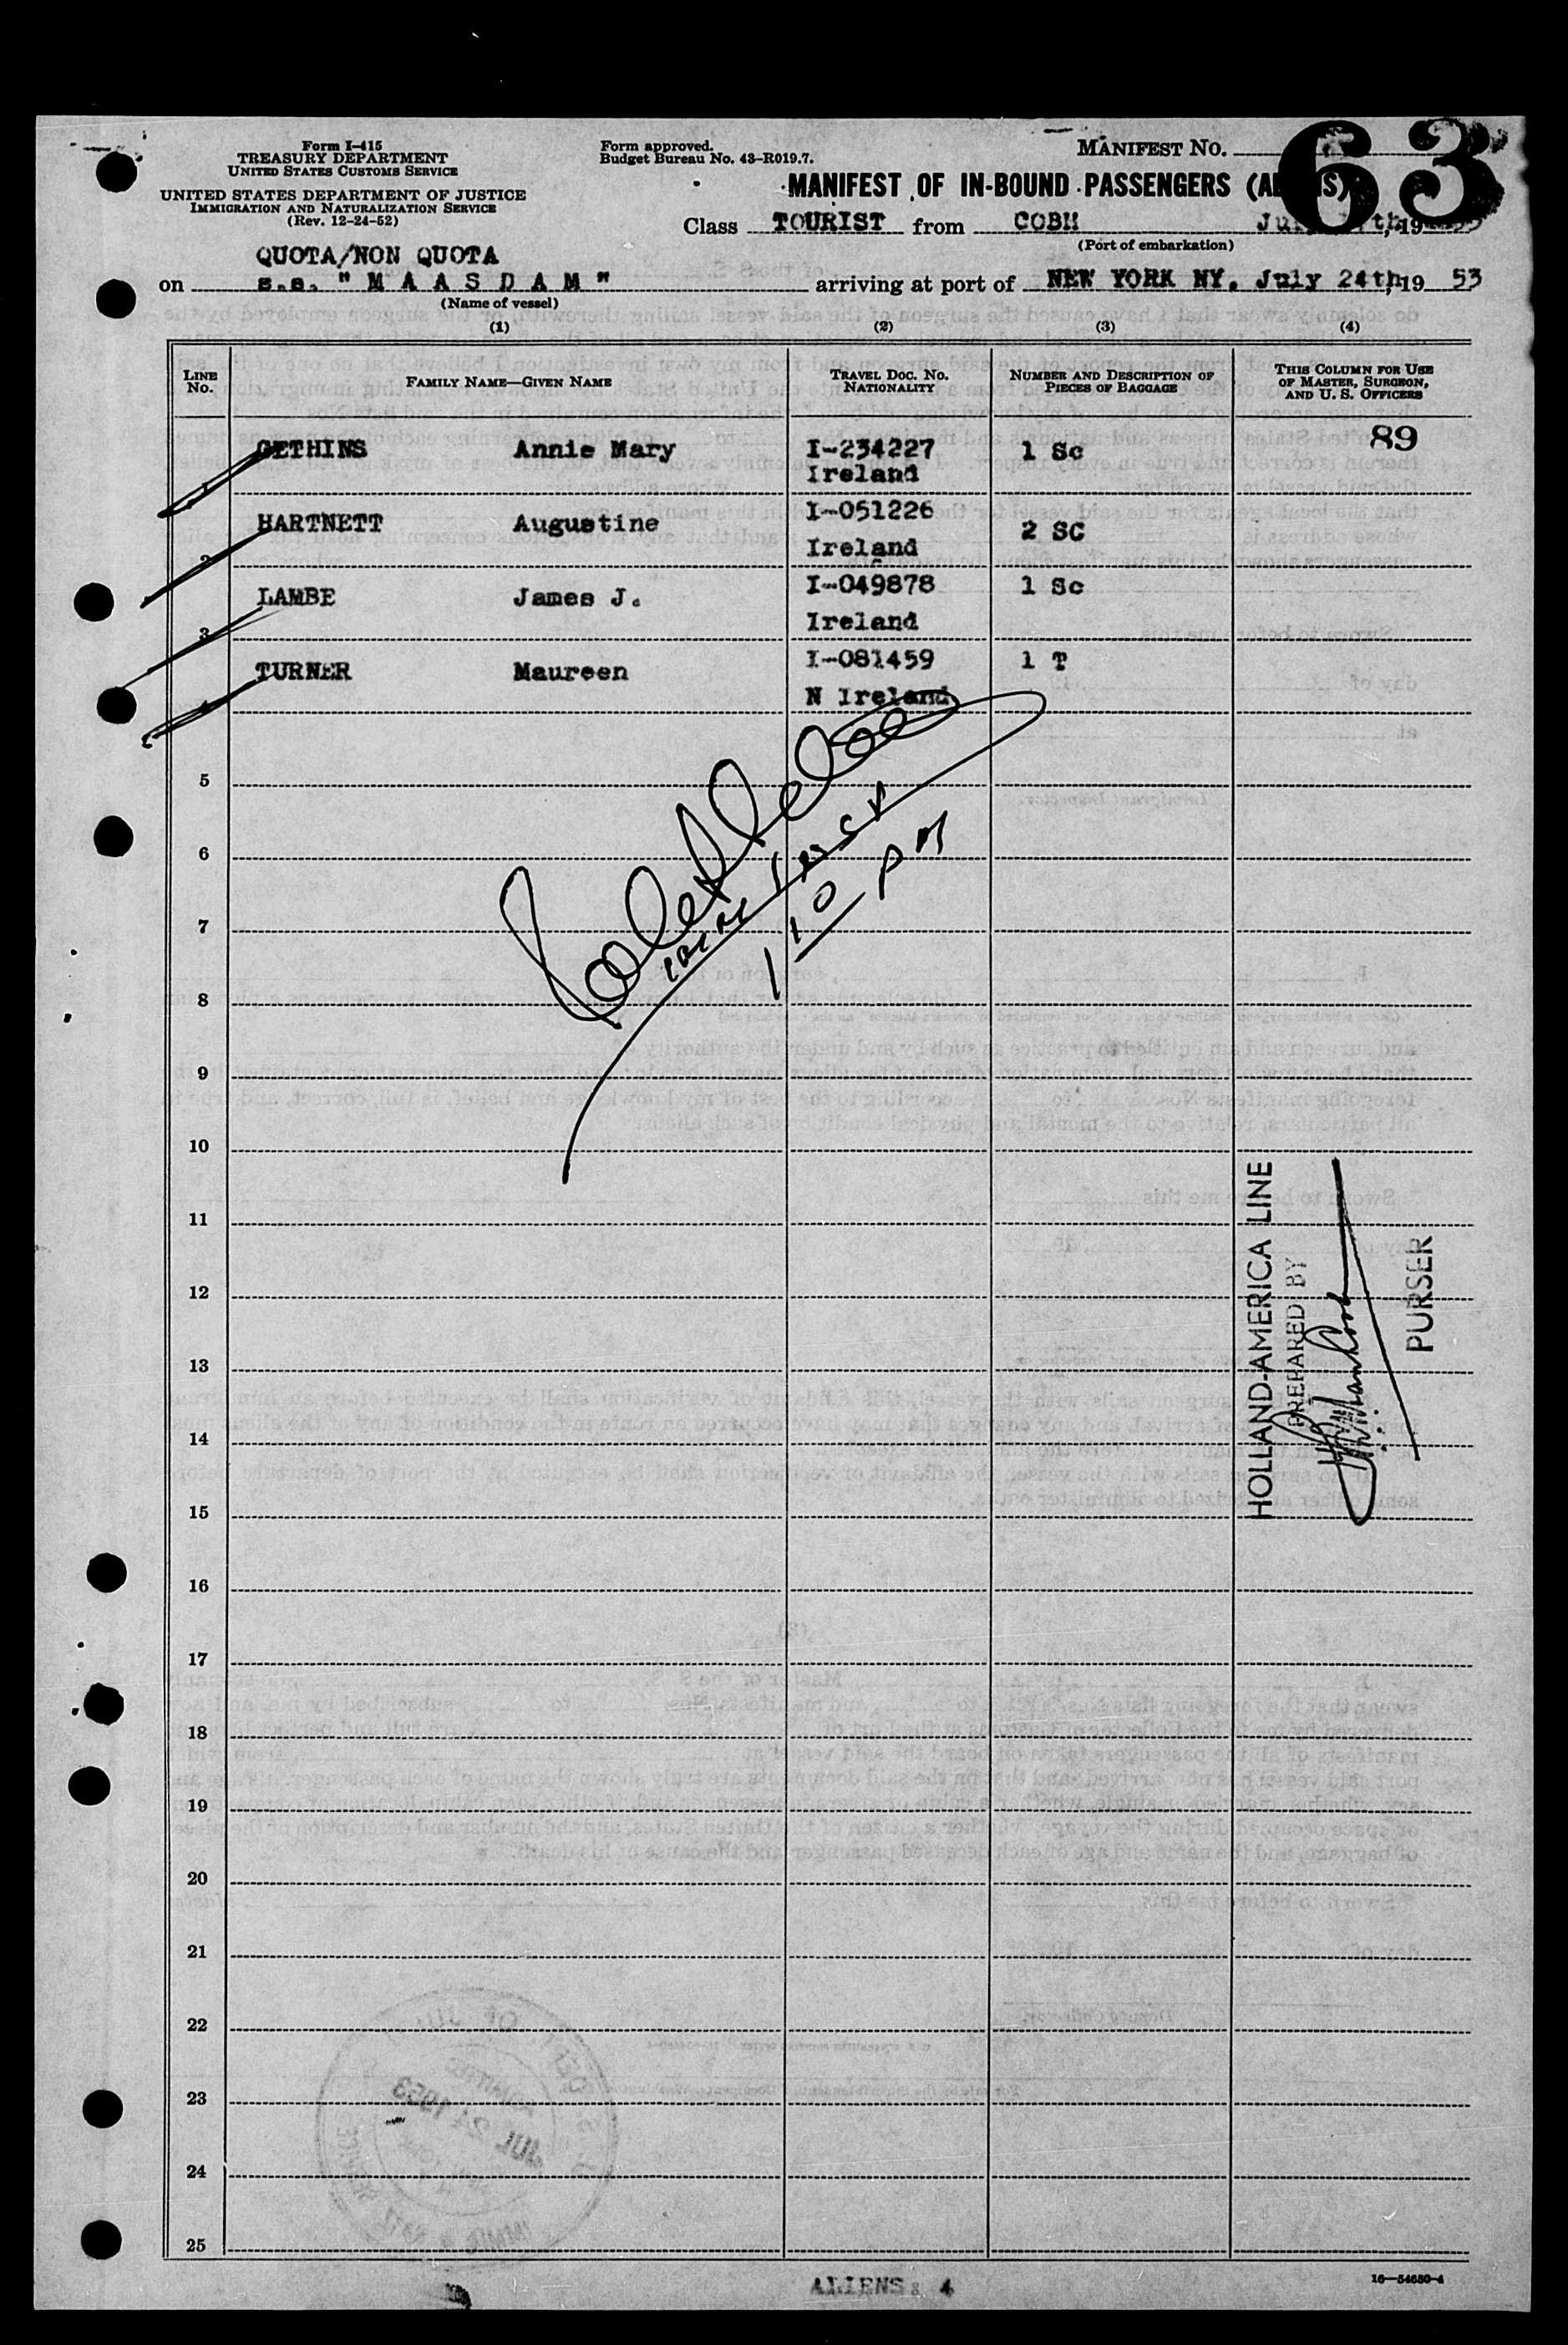 Form I-415
TREASURY DEPARTMENT
UNITED STATES CUSTOMS SERVICE
UNITED STATES DEPARTMENT OF JUSTICE
IMMIGRATION AND NATURALIZATION SERVICE
(Rev. 12-24-52)
Form approved.
Budget Bureau No. 43-R019.7.
MANIFEST NO. 63
MANIFEST OF IN-BOUND PASSENGERS
Class TOURIST from COBH 19
(Port of embarkation)
QUOTA/NON QUOTA
on s.s. "M A A S D A M" arriving at port of NEW YORK NY. July 24th, 19 53
(Name of vessel)
(1) (2) (3) (4)
LINE No. FAMILY NAME—GIVEN NAME TRAVEL DOC. NO. NATIONALITY NUMBER AND DESCRIPTION OF PIECES OF BAGGAGE THIS COLUMN FOR USE OF MASTER, SURGEON, AND U. S. OFFICERS
89
1 GETHINS Annie Mary I-234227 1 Sc
Ireland
2 HARTNETT Augustine I-051226 2 SC
Ireland
3 LAMBE James J. I-049878 1 Sc
Ireland
4 TURNER Maureen I-081459 1 T
N Ireland
5
6
110 PM
7
8
9
10
11
12
13
14
15
HOLLAND-AMERICA LINE
PREPARED BY
PURSER
16
17
18
19
20
21
22
23
24
25
ALIENS: 4
16—54650-4